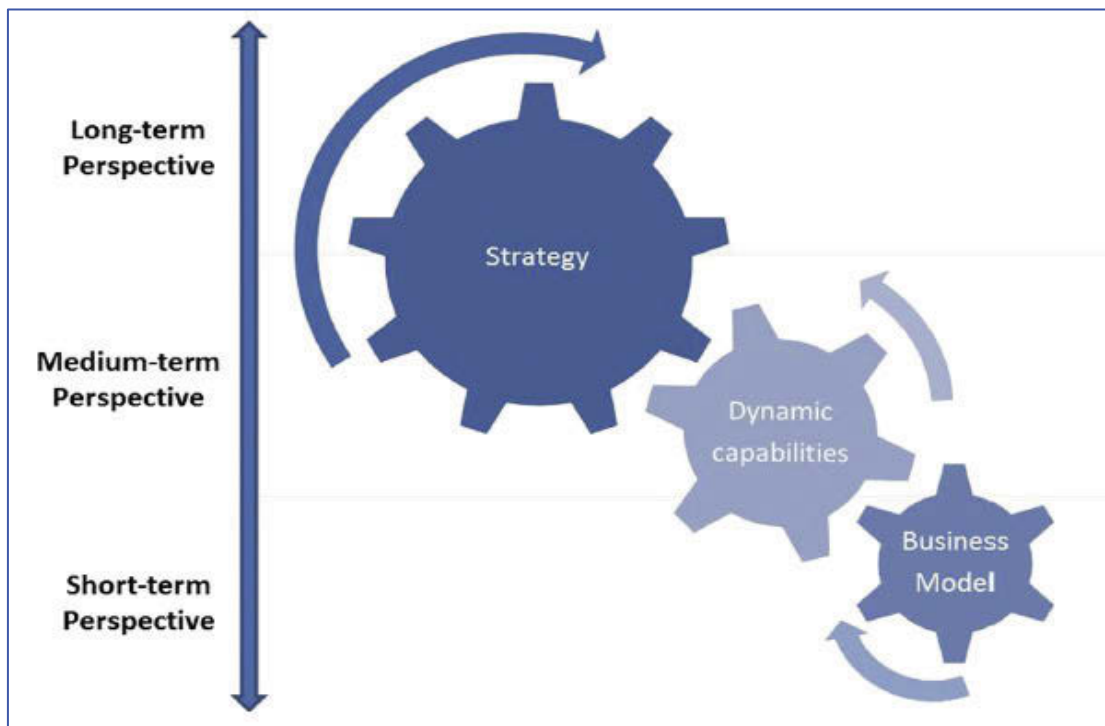 Long-term
Perspective
Strategy
Medium-term
Perspective
Dynamic
capabilities
Business
Model
Short-term
Perspective